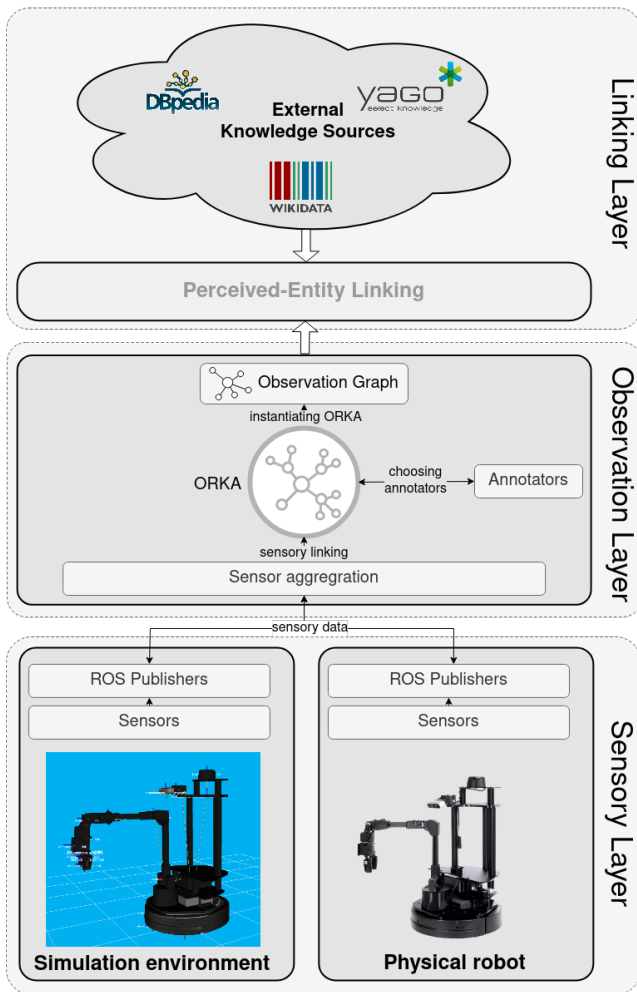 DBpedia
yago
select knowledge
External
Knowledge Sources
WIKIDATA
Linking Layer
Perceived-Entity Linking
Observation Graph
instantiating ORKA
ORKA
choosing
annotators
Annotators
sensory linking
Sensor aggregration
Observation Layer
sensory data
ROS Publishers
Sensors
Simulation environment
ROS Publishers
Sensors
Physical robot
Sensory Layer